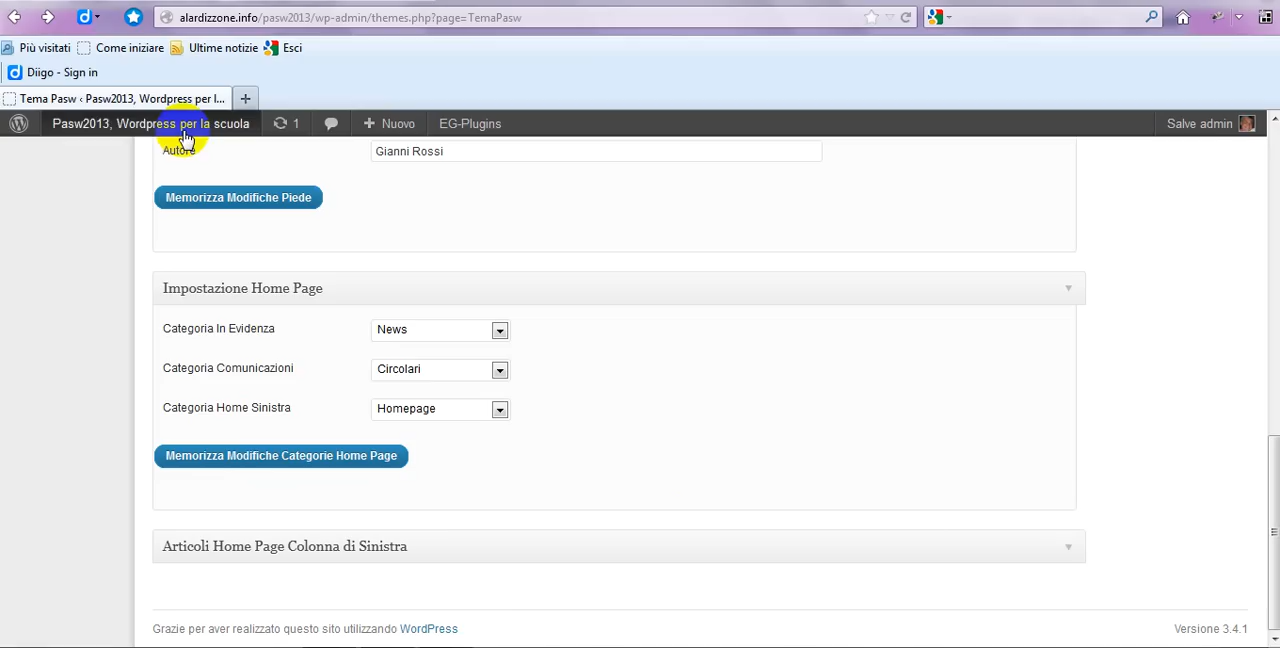 alardizzone.info/pasw2013/wp-admin/themes.php?page=TemaPasw
Più visitati Come iniziare Ultime notizie Esci
Diigo - Sign in
Tema Pasw ‹ Pasw2013, Wordpress per l...
Pasw2013, Wordpress per la scuola 1 Nuovo EG-Plugins Salve admin
Autore Gianni Rossi
Memorizza Modifiche Piede
Impostazione Home Page
Categoria In Evidenza News
Categoria Comunicazioni Circolari
Categoria Home Sinistra Homepage
Memorizza Modifiche Categorie Home Page
Articoli Home Page Colonna di Sinistra
Grazie per aver realizzato questo sito utilizzando WordPress Versione 3.4.1